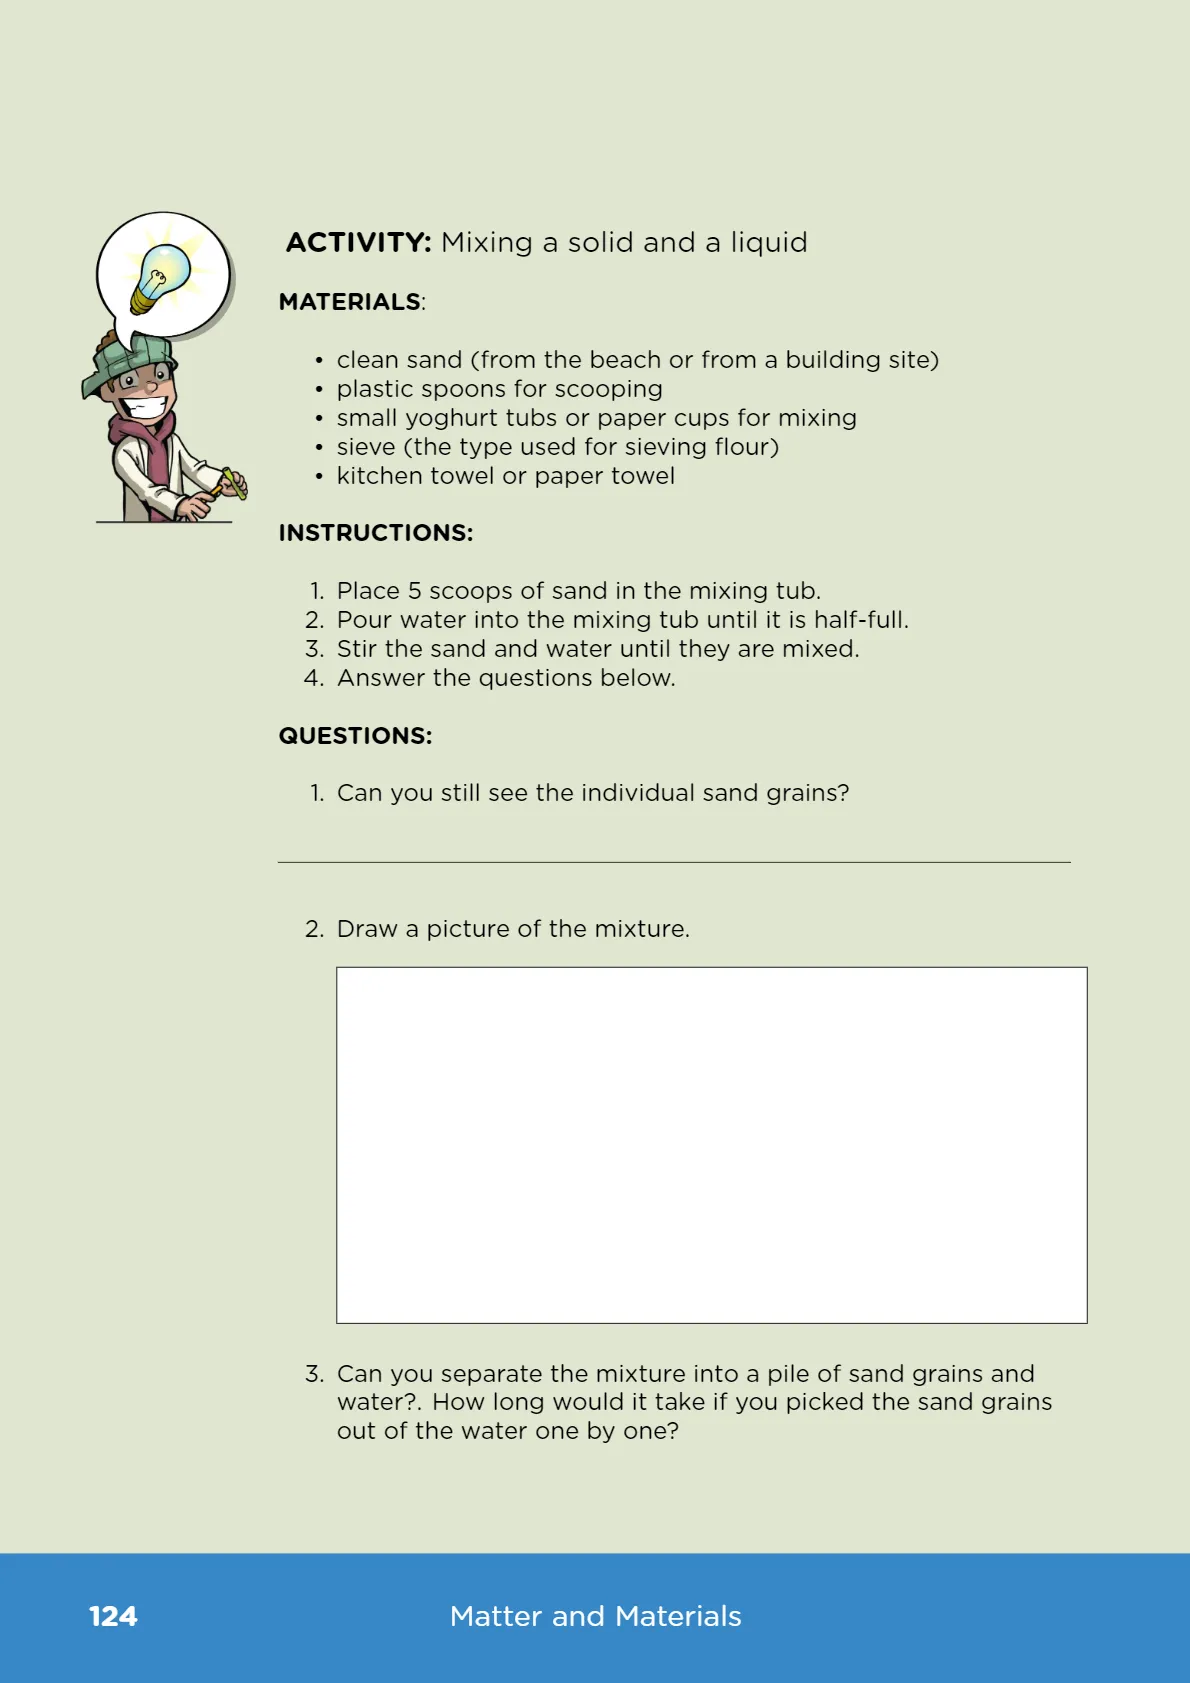 ACTIVITY: Mixing a solid and a liquid
MATERIALS:
• clean sand (from the beach or from a building site)
• plastic spoons for scooping
• small yoghurt tubs or paper cups for mixing
• sieve (the type used for sieving flour)
• kitchen towel or paper towel
INSTRUCTIONS:
1. Place 5 scoops of sand in the mixing tub.
2. Pour water into the mixing tub until it is half-full.
3. Stir the sand and water until they are mixed.
4. Answer the questions below.
QUESTIONS:
1. Can you still see the individual sand grains?
2. Draw a picture of the mixture.
3. Can you separate the mixture into a pile of sand grains and
water?. How long would it take if you picked the sand grains
out of the water one by one?
124 Matter and Materials